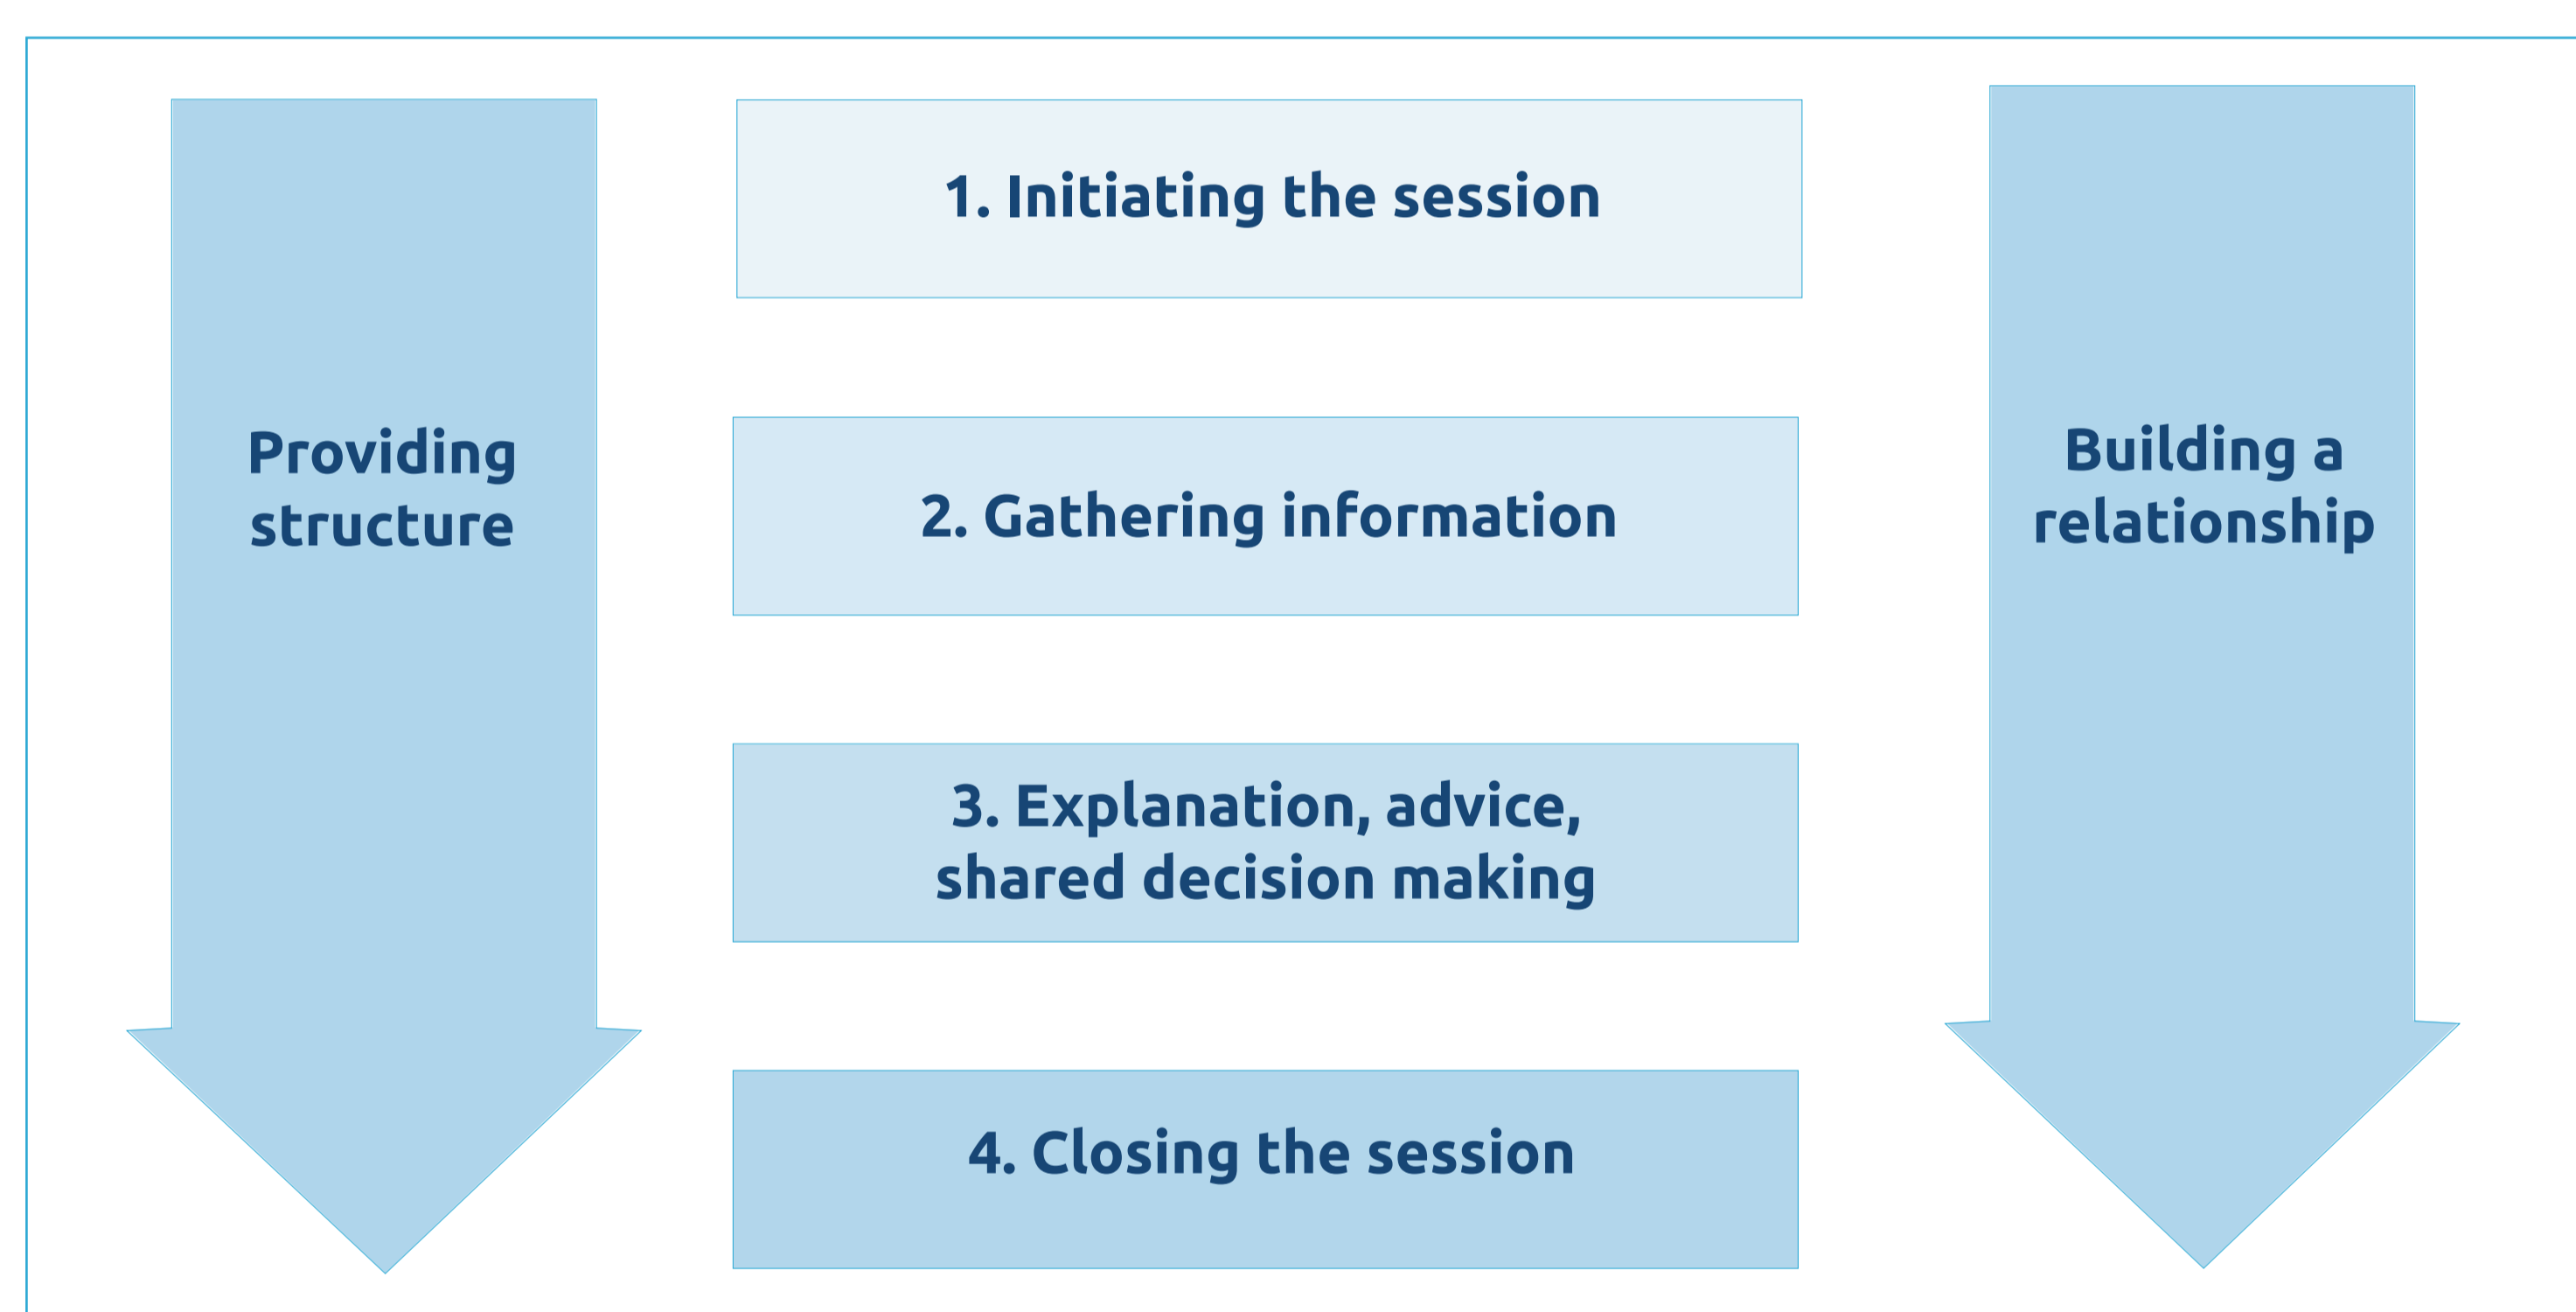 Providing
structure
1. Initiating the session
2. Gathering information
3. Explanation, advice,
shared decision making
4. Closing the session
Building a
relationship